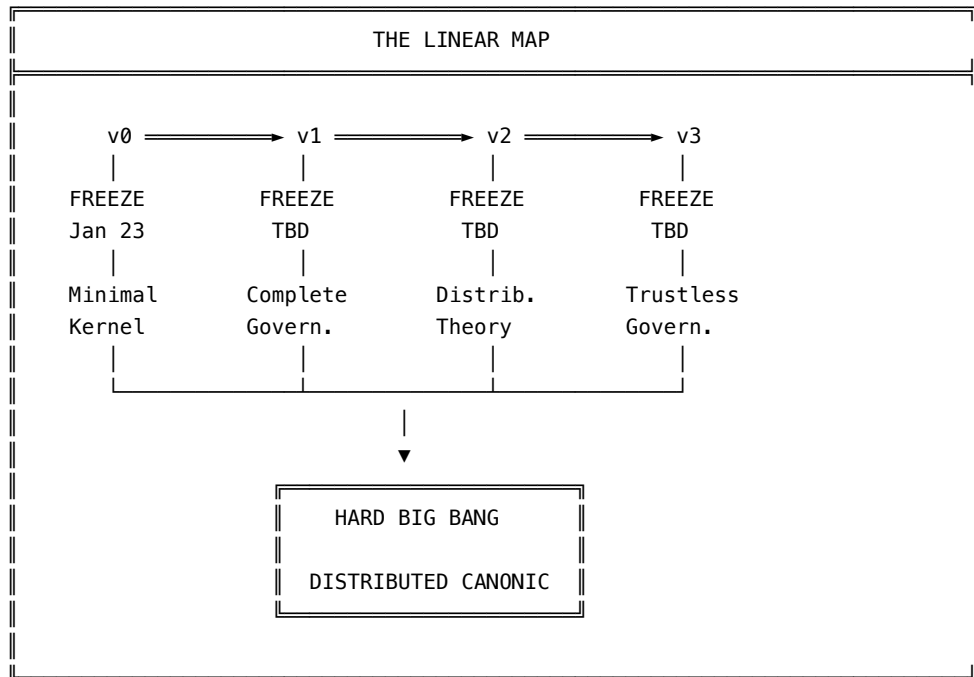 THE LINEAR MAP
v0 v1 v2 v3
FREEZE FREEZE FREEZE FREEZE
Jan 23 TBD TBD TBD
Minimal Complete Distrib. Trustless
Kernel Govern. Theory Govern.
HARD BIG BANG
DISTRIBUTED CANONIC